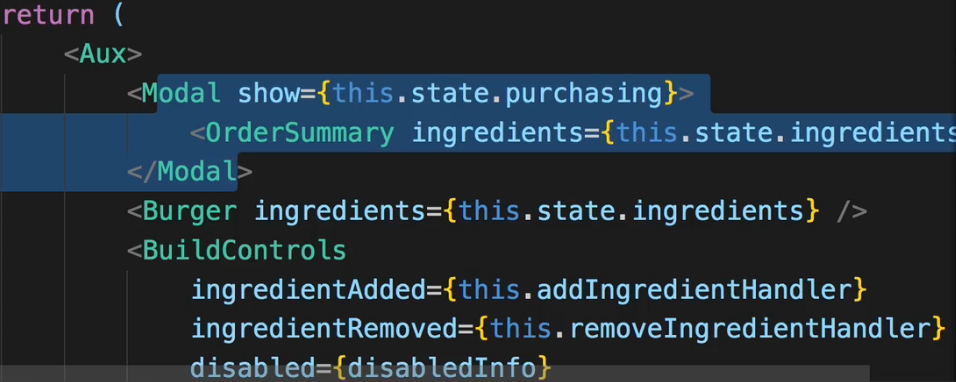 return (
<Aux>
<Modal show={this.state.purchasing}>
<OrderSummary ingredients={this.state.ingredients
</Modal>
<Burger ingredients={this.state.ingredients} />
<BuildControls
ingredientAdded={this.addIngredientHandler}
ingredientRemoved={this.removeIngredientHandler}
disabled={disabledInfo}